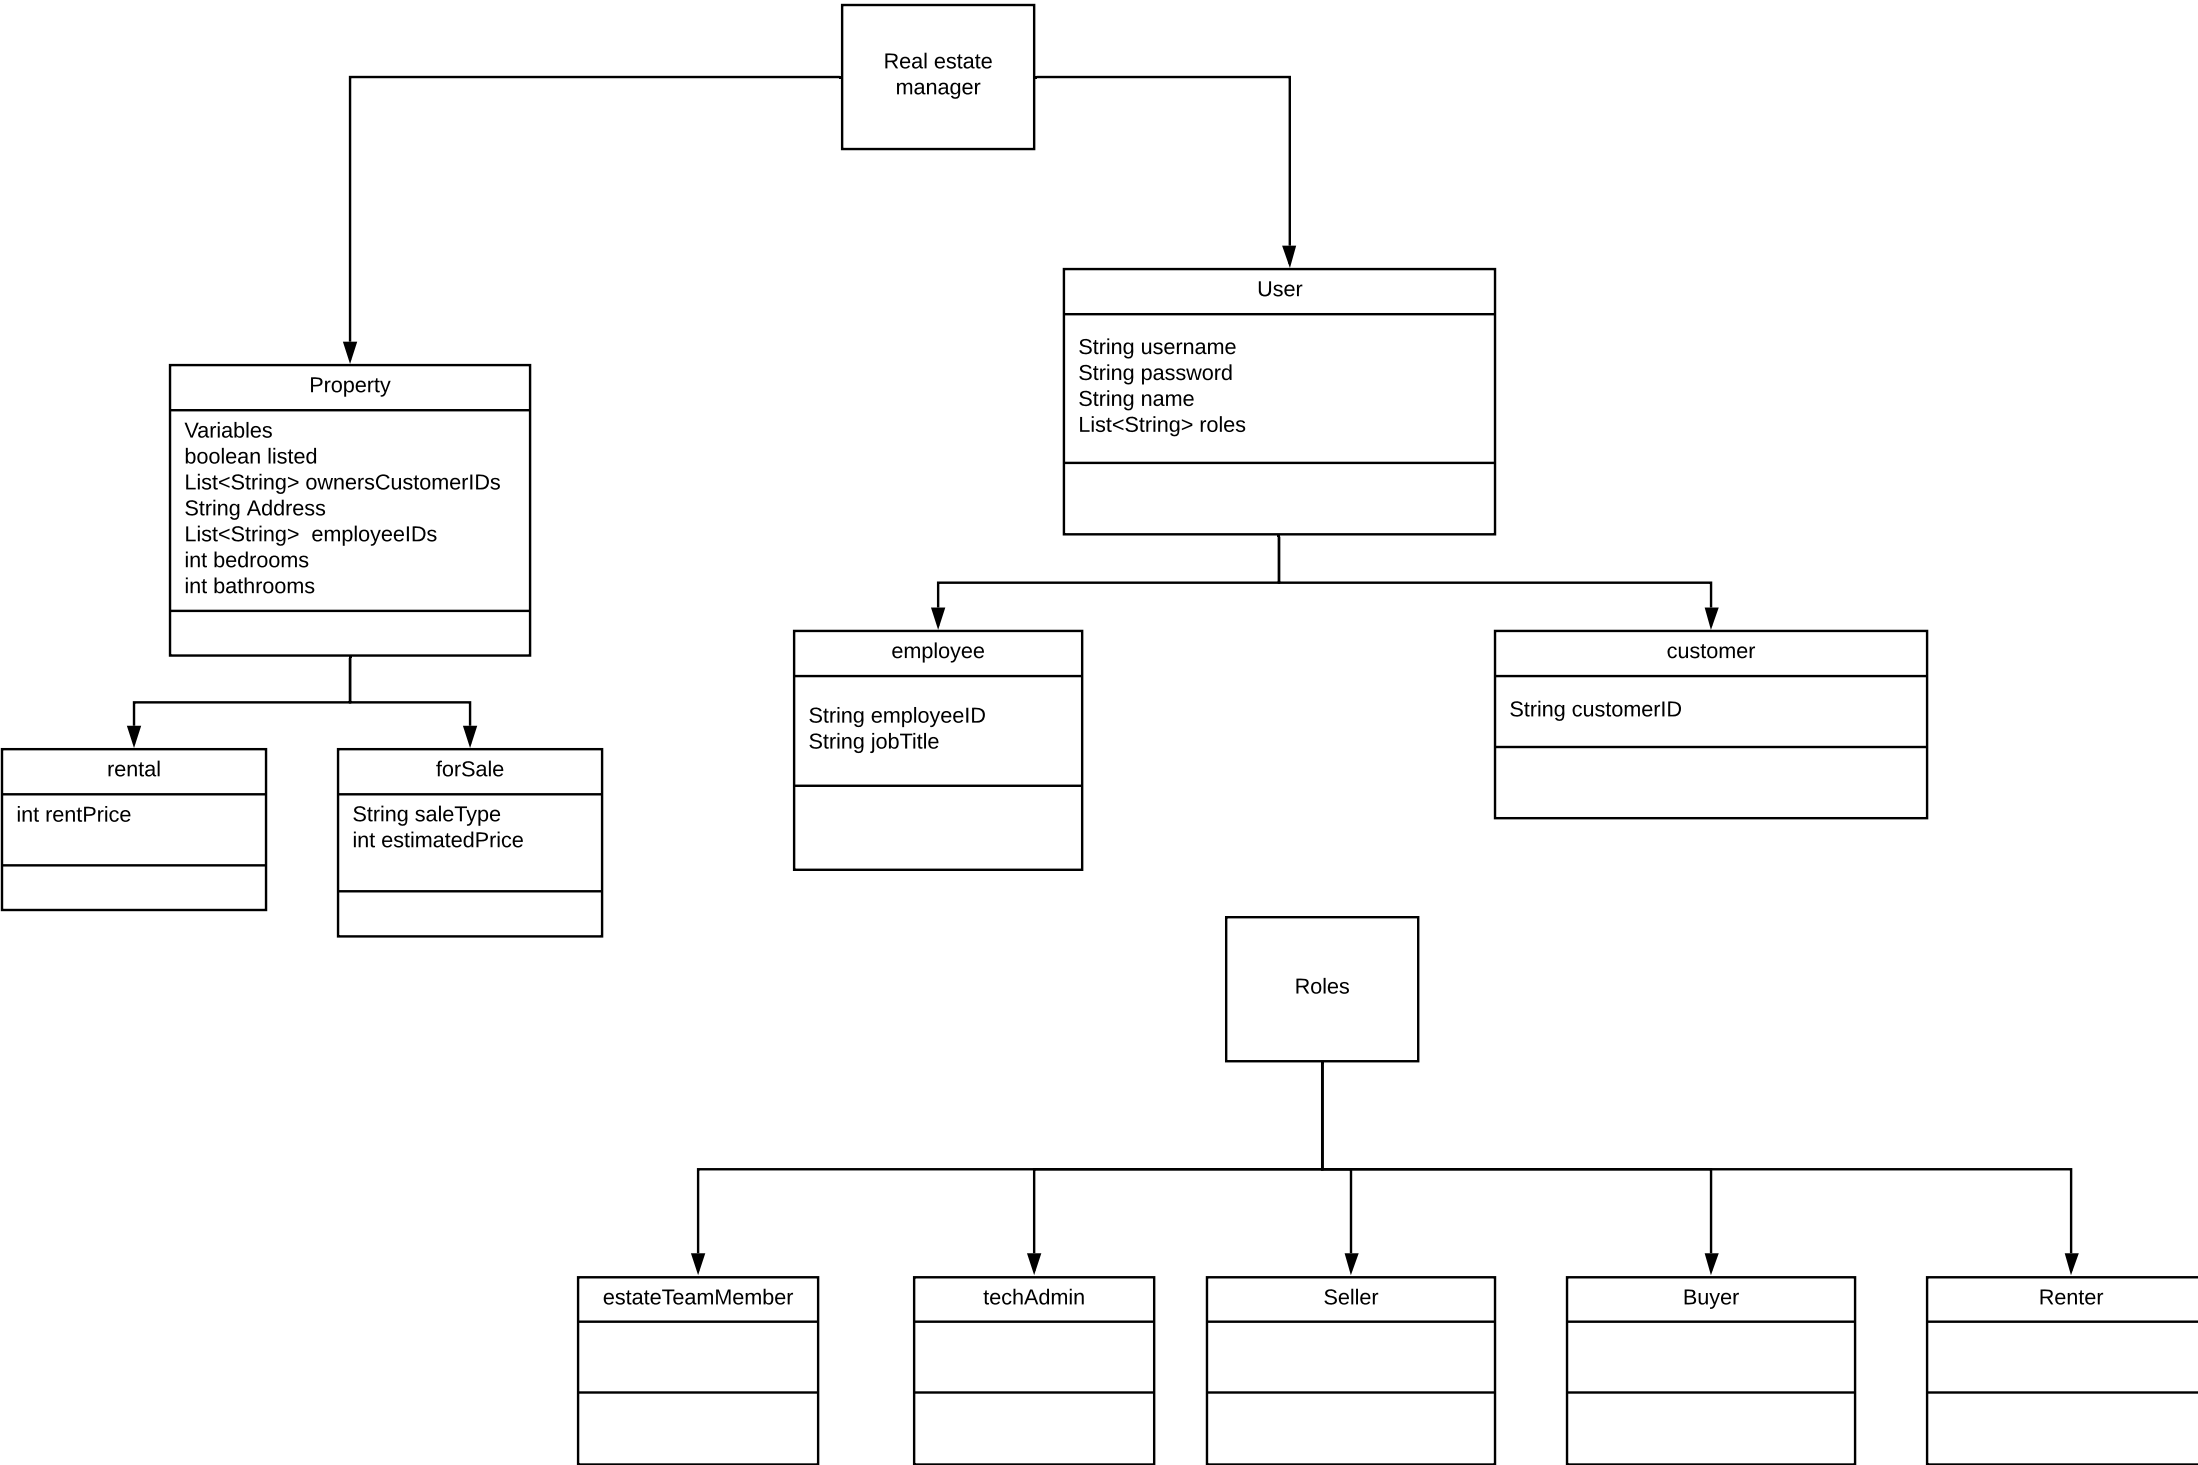 Real estate
manager
User
String username
String password
String name
List<String> roles
Property
Variables
boolean listed
List<String> ownersCustomerIDs
String Address
List<String>  employeeIDs
int bedrooms
int bathrooms
employee
String employeeID
String jobTitle
customer
String customerID
rental
int rentPrice
forSale
String saleType
int estimatedPrice
Roles
estateTeamMember
techAdmin
Seller
Buyer
Renter